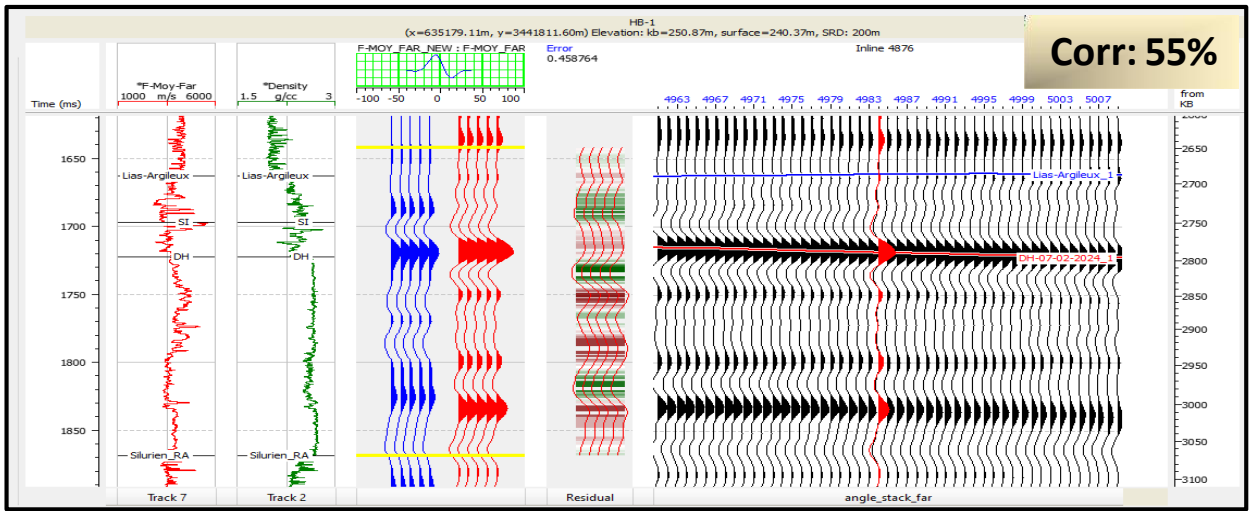 HB-1
(x=635179.11m, y=3441811.60m) Elevation: kb=250.87m, surface=240.37m, SRD: 200m
Corr: 55%
F-MOY_FAR_NEW : F-MOY_FAR
Error
0.458764
Inline 4876
*F-Moy-Far
1000 m/s 6000
*Density
1.5 g/cc 3
-100 -50 0 50 100
Time (ms)
4963 4967 4971 4975 4979 4983 4987 4991 4995 4999 5003 5007
from
KB
1650
1700
1750
1800
1850
Lias-Argileux
SI
DH
Silurien_RA
Lias-Argileux
SI
DH
Silurien_RA
Lias-Argileux_1
DH-07-02-2024_1
2650
2700
2750
2800
2850
2900
2950
3000
3050
3100
Track 7
Track 2
Residual
angle_stack_far